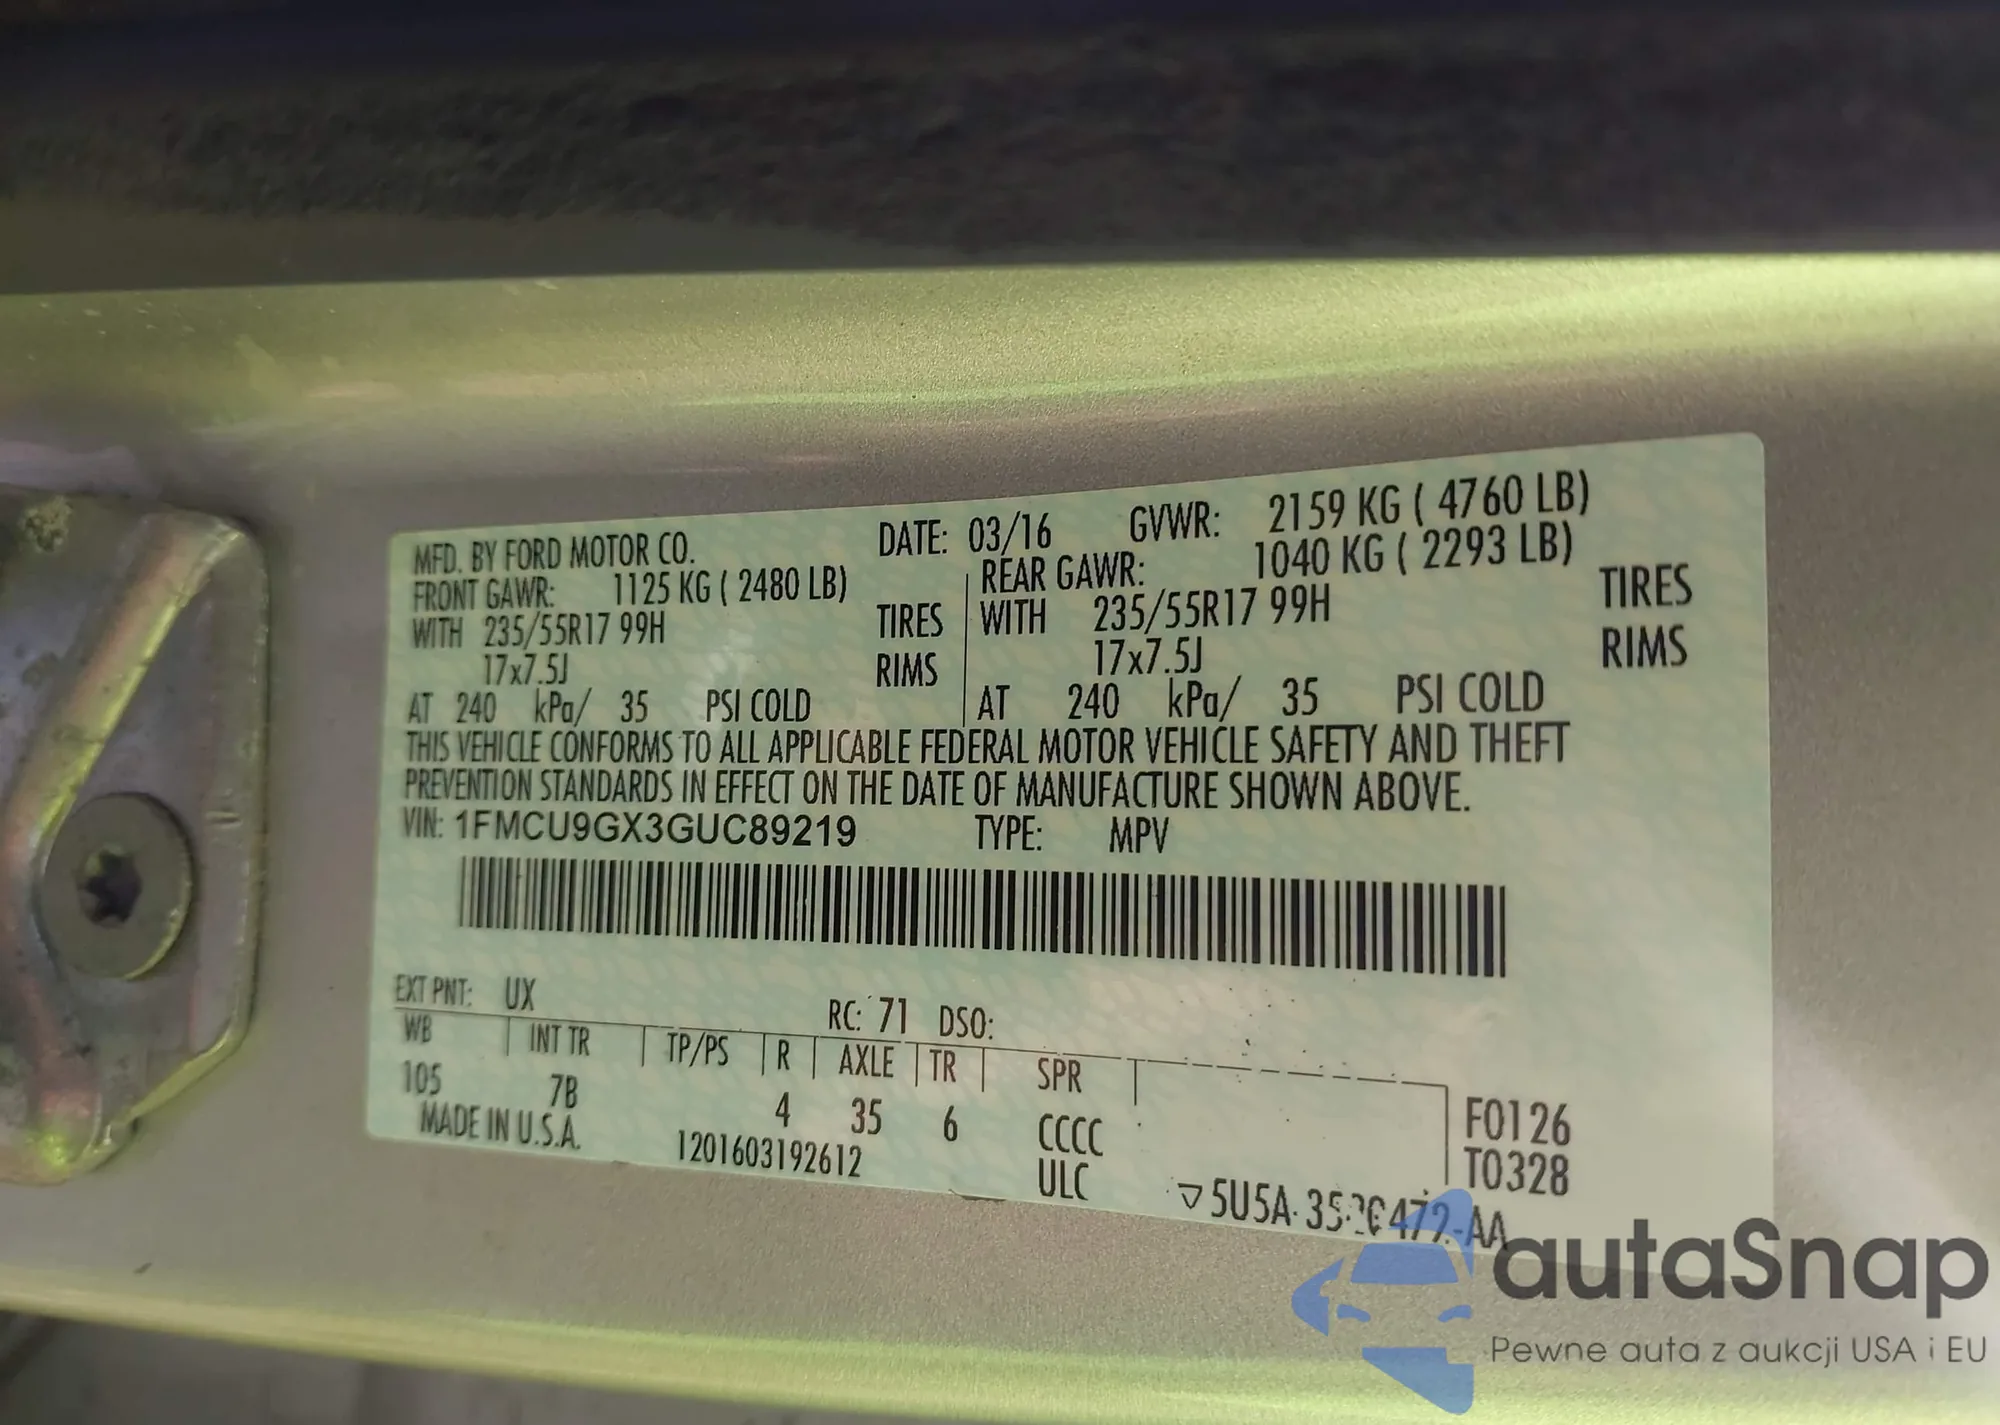 MFD. BY FORD MOTOR CO. DATE: 03/16 GVWR: 2159 KG ( 4760 LB)
FRONT GAWR: 1125 KG ( 2480 LB) REAR GAWR: 1040 KG ( 2293 LB)
WITH 235/55R17 99H TIRES WITH 235/55R17 99H TIRES
17x7.5J RIMS 17x7.5J RIMS
AT 240 kPa/ 35 PSI COLD AT 240 kPa/ 35 PSI COLD
THIS VEHICLE CONFORMS TO ALL APPLICABLE FEDERAL MOTOR VEHICLE SAFETY AND THEFT
PREVENTION STANDARDS IN EFFECT ON THE DATE OF MANUFACTURE SHOWN ABOVE.
VIN: 1FMCU9GX3GUC89219 TYPE: MPV
EXT PNT: UX RC: 71 DSO:
WB INT TR TP/PS R AXLE TR SPR
105 7B 4 35 6 CCCC F0126
MADE IN U.S.A. 1201603192612 ULC T0328
▽5U5A
autaSnap
Pewne auta z aukcji USA i EU